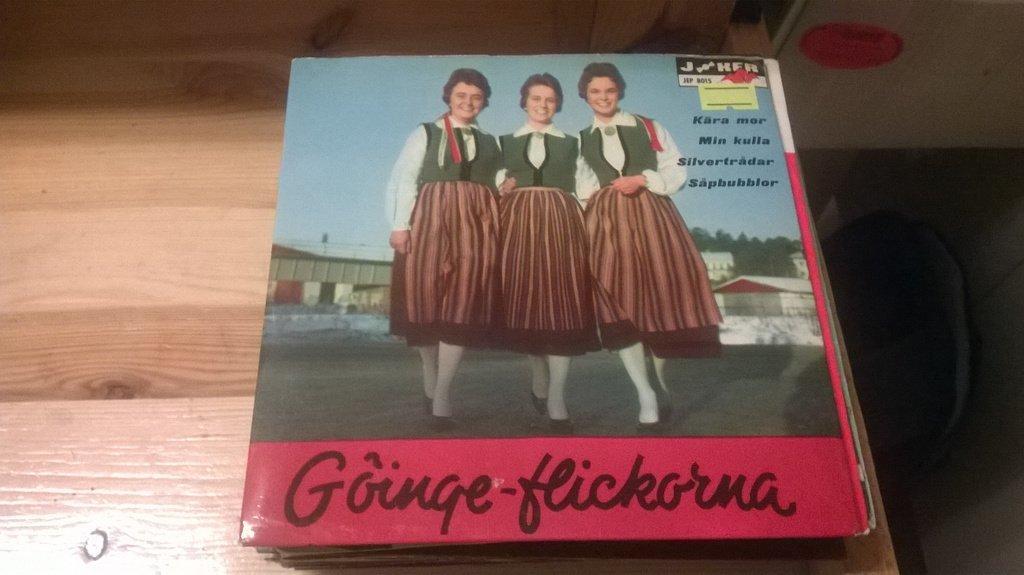 JOKER
JEP 8015
Kära mor
Min kulla
Silvertrådar
Såpbubblor
Göinge-flickorna